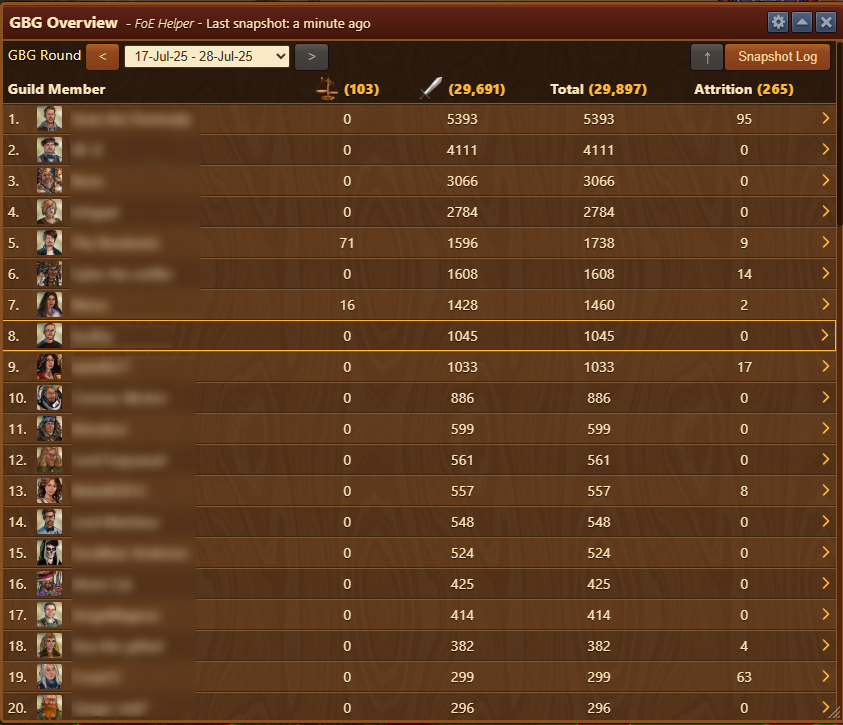 GBG Overview - FoE Helper - Last snapshot: a minute ago
GBG Round < 17-Jul-25 - 28-Jul-25 > ↑ Snapshot Log
Guild Member (103) (29,691) Total (29,897) Attrition (265)
1. 0 5393 5393 95
2. 0 4111 4111 0
3. 0 3066 3066 0
4. 0 2784 2784 0
5. 71 1596 1738 9
6. 0 1608 1608 14
7. 16 1428 1460 2
8. 0 1045 1045 0
9. 0 1033 1033 17
10. 0 886 886 0
11. 0 599 599 0
12. 0 561 561 0
13. 0 557 557 8
14. 0 548 548 0
15. 0 524 524 0
16. 0 425 425 0
17. 0 414 414 0
18. 0 382 382 4
19. 0 299 299 63
20. 0 296 296 0